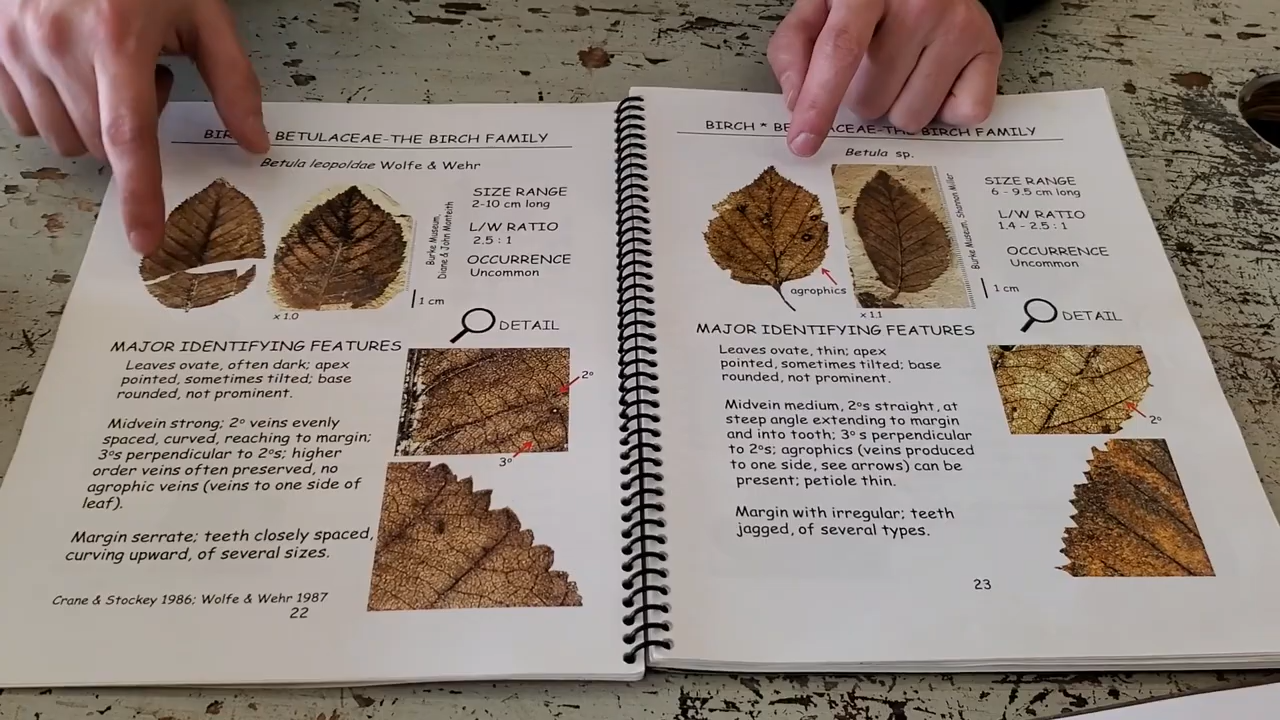 BETULACEAE-THE BIRCH FAMILY
Betula leopoldae Wolfe & Wehr
Burke Museum,
Diane & John Monteith
SIZE RANGE
2-10 cm long
L/W RATIO
2.5 : 1
OCCURRENCE
Uncommon
1 cm
x 1.0
DETAIL
MAJOR IDENTIFYING FEATURES
Leaves ovate, often dark; apex
pointed, sometimes tilted; base
rounded, not prominent.
Midvein strong; 2° veins evenly
spaced, curved, reaching to margin;
3°s perpendicular to 2°s; higher
order veins often preserved, no
agrophic veins (veins to one side of
leaf).
Margin serrate; teeth closely spaced,
curving upward, of several sizes.
2°
3°
Crane & Stockey 1986; Wolfe & Wehr 1987
22
BIRCH * BETULACEAE-THE BIRCH FAMILY
Betula sp.
agrophics
Burke Museum, Shannon Müller
SIZE RANGE
6 - 9.5 cm long
L/W RATIO
1.4 - 2.5 : 1
OCCURRENCE
Uncommon
1 cm
x 1.1
DETAIL
MAJOR IDENTIFYING FEATURES
Leaves ovate, thin; apex
pointed, sometimes tilted; base
rounded, not prominent.
Midvein medium, 2°s straight, at
steep angle extending to margin
and into tooth; 3° s perpendicular
to 2°s; agrophics (veins produced
to one side, see arrows) can be
present; petiole thin.
Margin with irregular; teeth
jagged, of several types.
2°
23